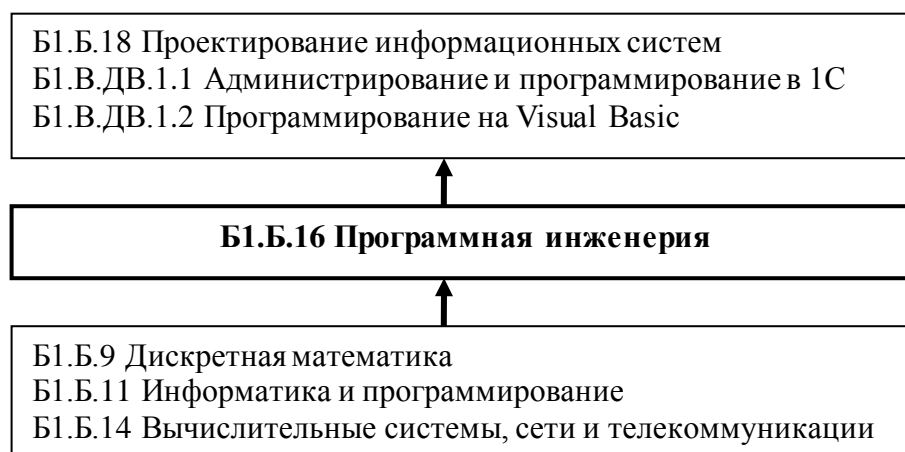 Б1.Б.18 Проектирование информационных систем
Б1.В.ДВ.1.1 Администрирование и программирование в 1С
Б1.В.ДВ.1.2 Программирование на Visual Basic
Б1.Б.16 Программная инженерия
Б1.Б.9 Дискретная математика
Б1.Б.11 Информатика и программирование
Б1.Б.14 Вычислительные системы, сети и телекоммуникации